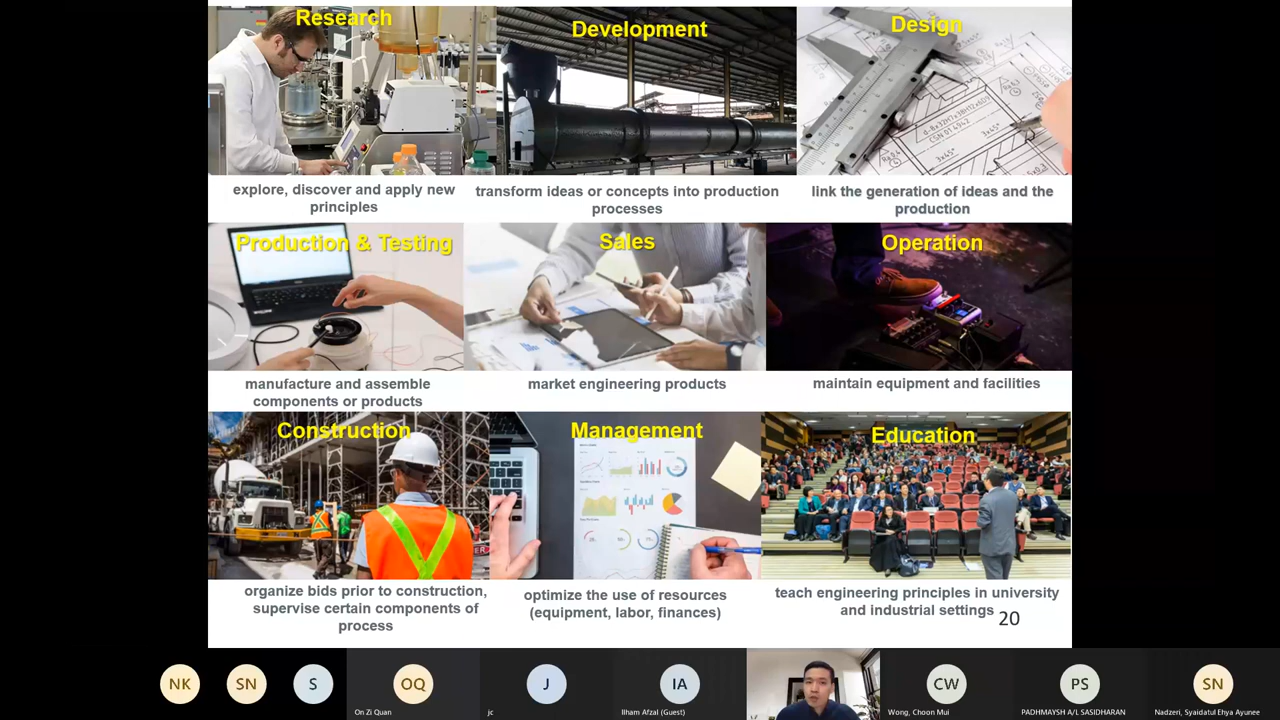 Research
Development
Design
explore, discover and apply new
principles
transform ideas or concepts into production
processes
link the generation of ideas and the
production
Production & Testing
Sales
Operation
manufacture and assemble
components or products
market engineering products
maintain equipment and facilities
Construction
Management
Education
organize bids prior to construction,
supervise certain components of
process
optimize the use of resources
(equipment, labor, finances)
teach engineering principles in university
and industrial settings
20
NK
SN
S
OQ
J
IA
CW
PS
SN
On Zi Quan
jc
Ilham Afzal (Guest)
Wong, Choon Mui
PADHMAYSH A/L SASIDHARAN
Nadzeri, Syaidatul Ehya Ayunee